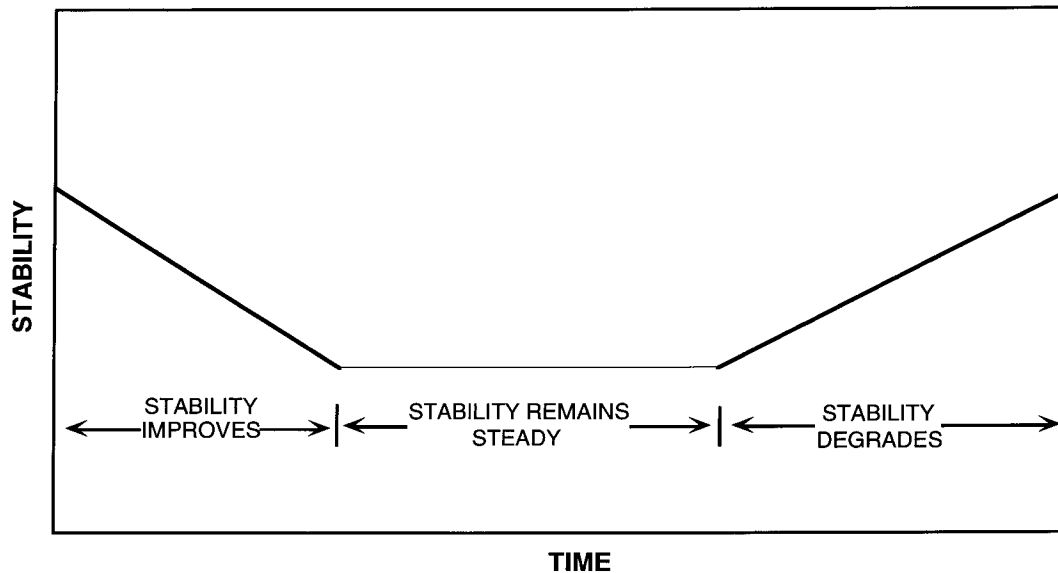 STABILITY
STABILITY
IMPROVES
STABILITY REMAINS
STEADY
STABILITY
DEGRADES
TIME